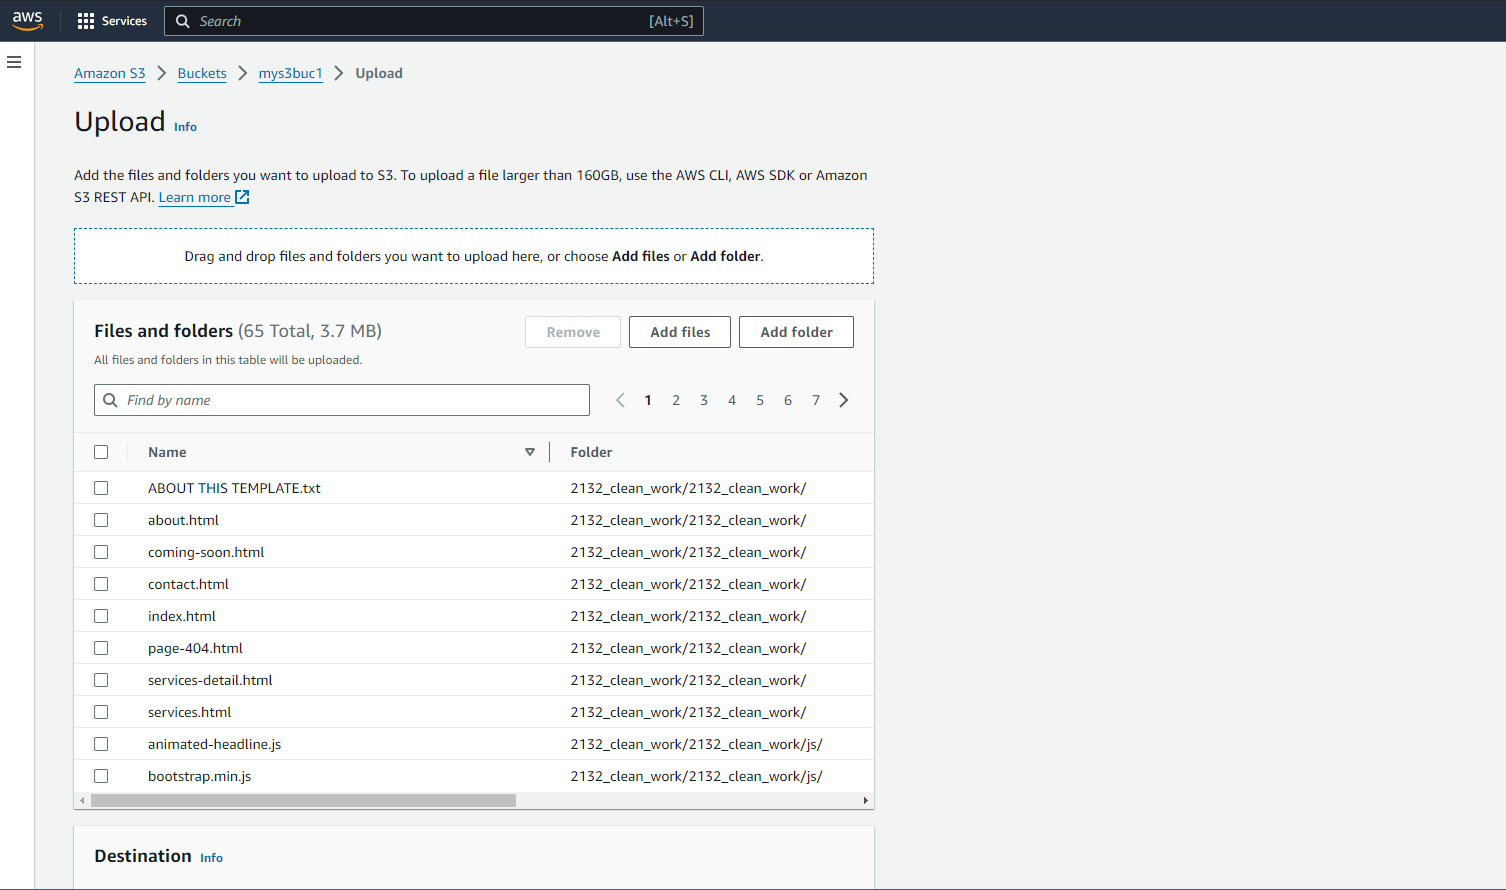 aws Services Search [Alt+S]
Amazon S3 Buckets mys3buc1 Upload
Upload Info
Add the files and folders you want to upload to S3. To upload a file larger than 160GB, use the AWS CLI, AWS SDK or Amazon
S3 REST API. Learn more
Drag and drop files and folders you want to upload here, or choose Add files or Add folder.
Files and folders (65 Total, 3.7 MB) Remove Add files Add folder
All files and folders in this table will be uploaded.
Find by name 1 2 3 4 5 6 7
Name Folder
ABOUT THIS TEMPLATE.txt 2132_clean_work/2132_clean_work/
about.html 2132_clean_work/2132_clean_work/
coming-soon.html 2132_clean_work/2132_clean_work/
contact.html 2132_clean_work/2132_clean_work/
index.html 2132_clean_work/2132_clean_work/
page-404.html 2132_clean_work/2132_clean_work/
services-detail.html 2132_clean_work/2132_clean_work/
services.html 2132_clean_work/2132_clean_work/
animated-headline.js 2132_clean_work/2132_clean_work/js/
bootstrap.min.js 2132_clean_work/2132_clean_work/js/
Destination Info